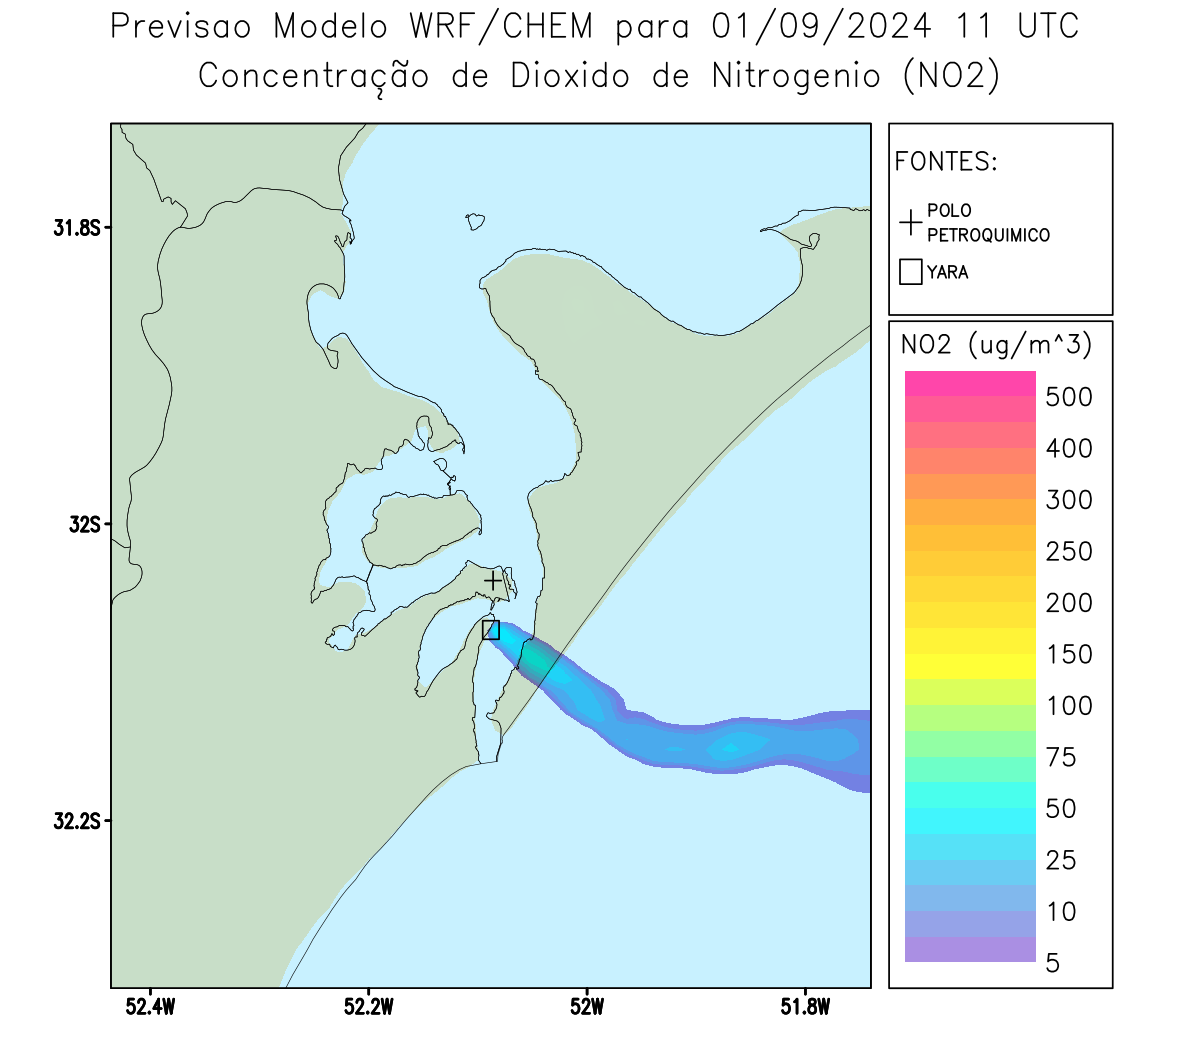 Previsao Modelo WRF/CHEM para 01/09/2024 11 UTC
Concentração de Dioxido de Nitrogenio (NO2)
FONTES:
POLO
PETROQUIMICO
YARA
31.8S
32S
32.2S
52.4W
52.2W
52W
51.8W
NO2 (ug/m^3)
500
400
300
250
200
150
100
75
50
25
10
5